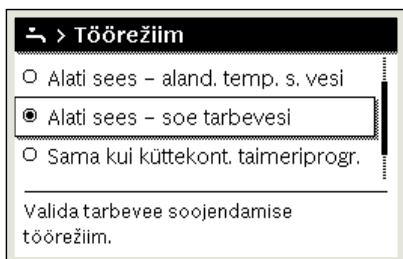 > Töörežiim
Alati sees – aland. temp. s. vesi
Alati sees – soe tarbevesi
Sama kui küttekont. taimeriprogr.
Valida tarbevee soojendamise
töörežiim.